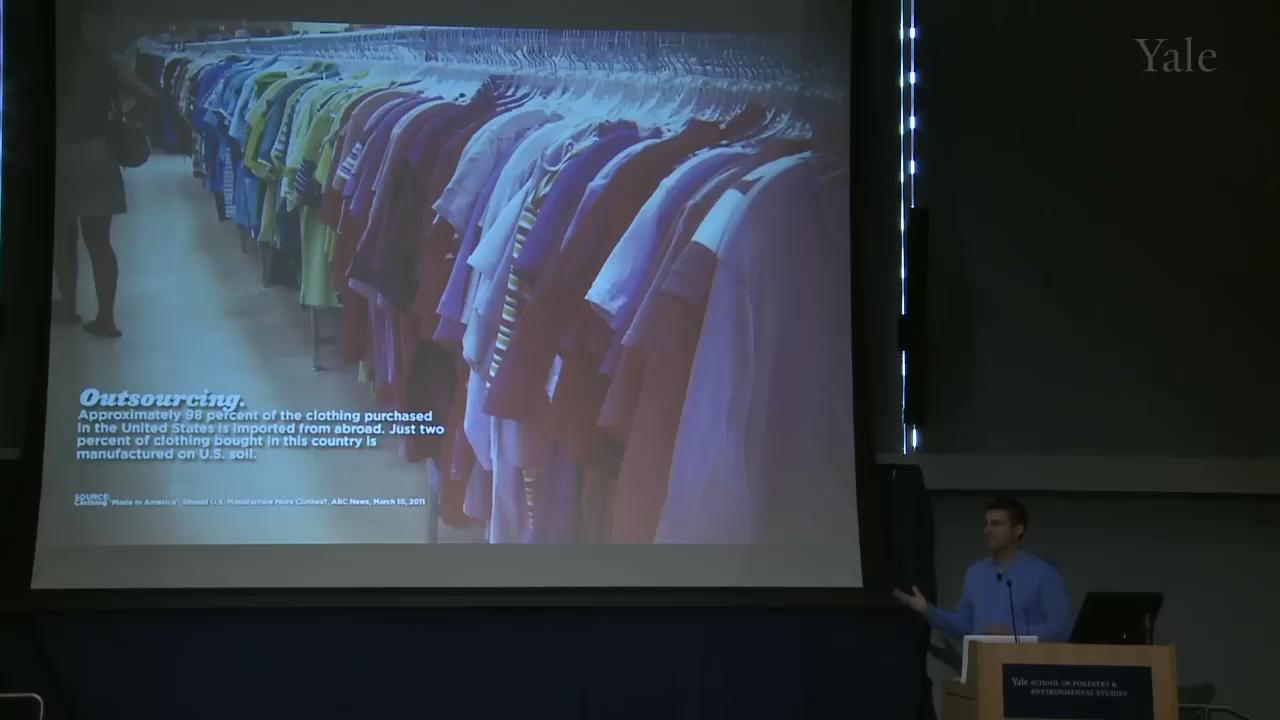 Yale
Outsourcing.
Approximately 98 percent of the clothing purchased
in the United States is imported from abroad. Just two
percent of clothing bought in this country is
manufactured on U.S. soil.
SOURCE:
Clothing 'Made in America': Should U.S. Manufacture More Clothes?, ABC News, March 10, 2011
Yale SCHOOL OF FORESTRY &
ENVIRONMENTAL STUDIES